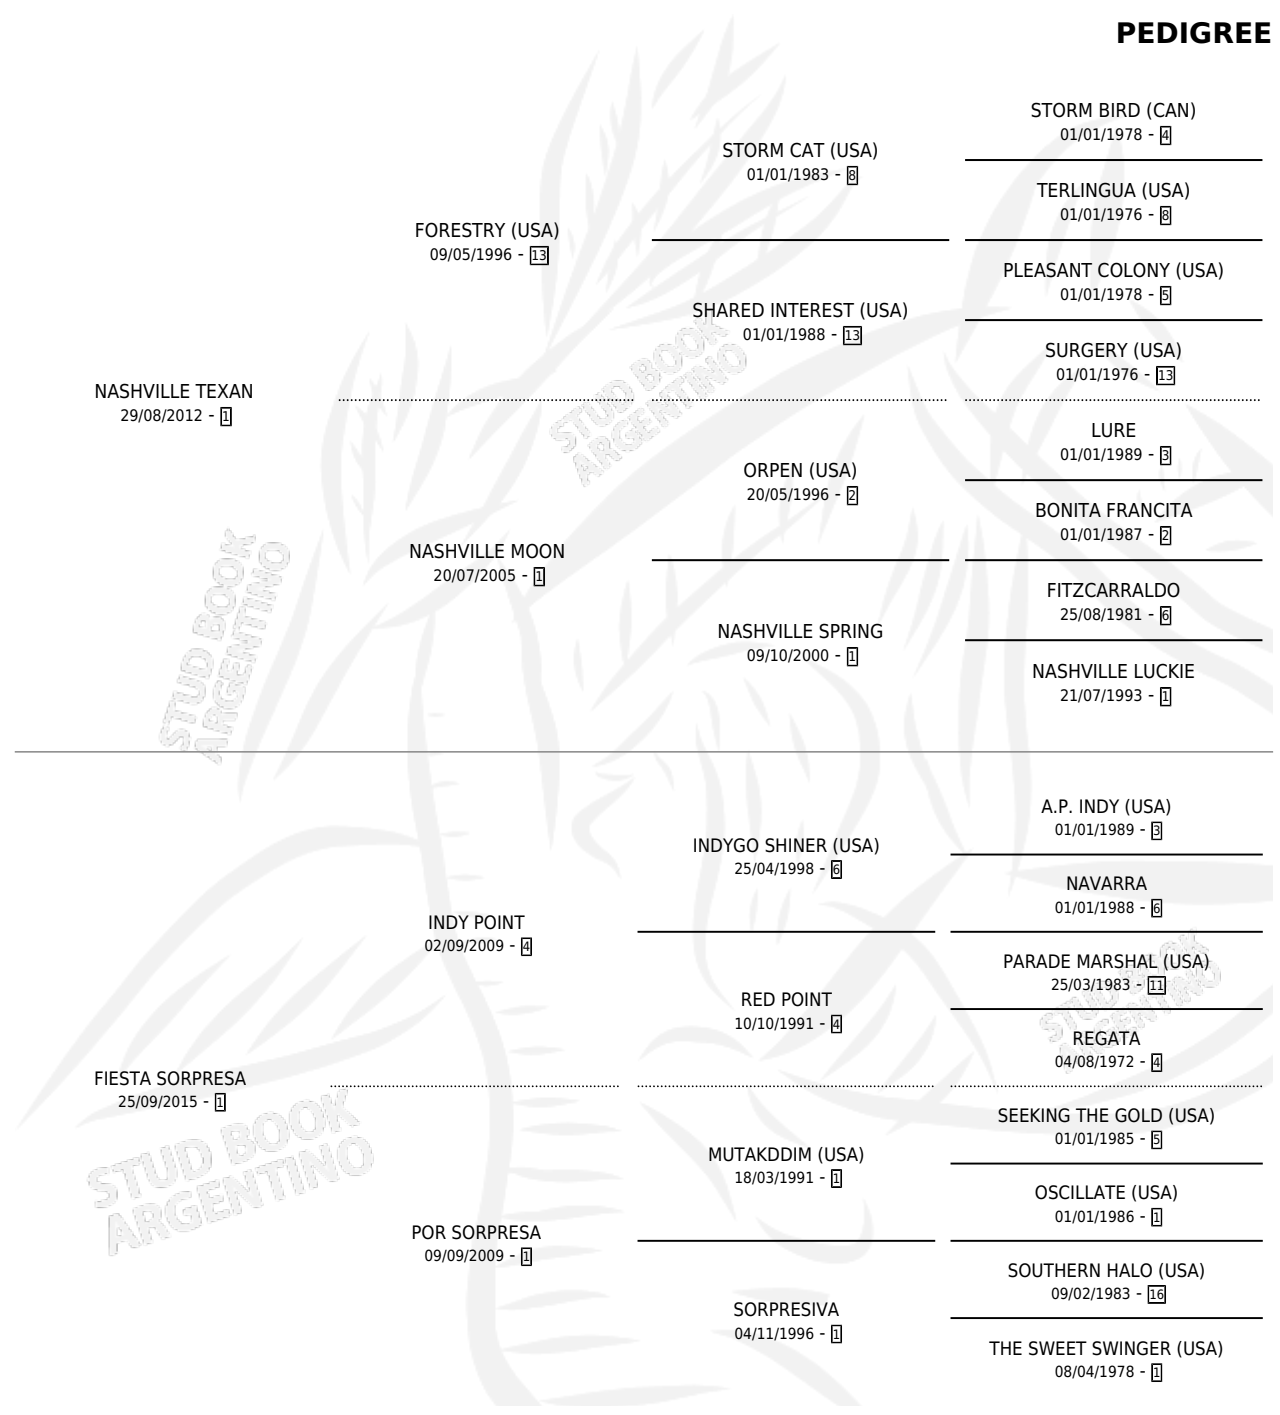 PEDIGREE
STORM BIRD (CAN)
01/01/1978 - 4
STORM CAT (USA)
01/01/1983 - 8
TERLINGUA (USA)
01/01/1976 - 8
FORESTRY (USA)
09/05/1996 - 13
PLEASANT COLONY (USA)
01/01/1978 - 5
SHARED INTEREST (USA)
01/01/1988 - 13
SURGERY (USA)
01/01/1976 - 13
NASHVILLE TEXAN
29/08/2012 - 1
LURE
01/01/1989 - 3
ORPEN (USA)
20/05/1996 - 2
BONITA FRANCITA
01/01/1987 - 2
NASHVILLE MOON
20/07/2005 - 1
FITZCARRALDO
25/08/1981 - 6
NASHVILLE SPRING
09/10/2000 - 1
NASHVILLE LUCKIE
21/07/1993 - 1
A.P. INDY (USA)
01/01/1989 - 3
INDYGO SHINER (USA)
25/04/1998 - 6
NAVARRA
01/01/1988 - 6
INDY POINT
02/09/2009 - 4
PARADE MARSHAL (USA)
25/03/1983 - 11
RED POINT
10/10/1991 - 4
REGATA
04/08/1972 - 4
FIESTA SORPRESA
25/09/2015 - 1
SEEKING THE GOLD (USA)
01/01/1985 - 5
MUTAKDDIM (USA)
18/03/1991 - 1
OSCILLATE (USA)
01/01/1986 - 1
POR SORPRESA
09/09/2009 - 1
SOUTHERN HALO (USA)
09/02/1983 - 16
SORPRESIVA
04/11/1996 - 1
THE SWEET SWINGER (USA)
08/04/1978 - 1
STUD BOOK
ARGENTINO
STUD BOOK
ARGENTINO
STUD BOOK
ARGENTINO
STUD BOOK
ARGENTINO